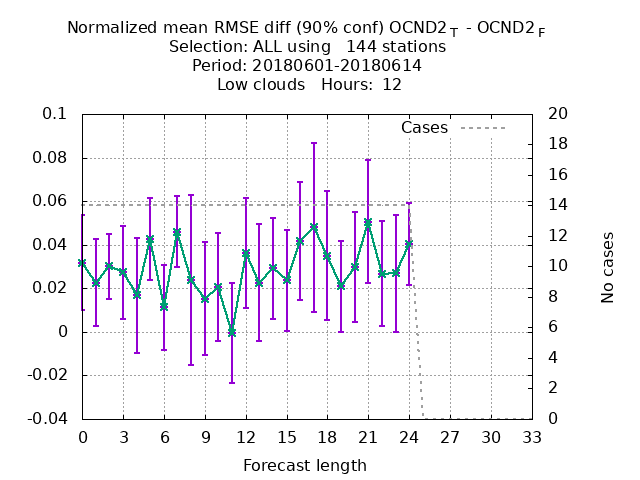 Normalized mean RMSE diff (90% conf) OCND2 T - OCND2 F
Selection: ALL using 144 stations
Period: 20180601-20180614
Low clouds Hours: 12
0.1
0.08
0.06
0.04
0.02
0
-0.02
-0.04
Cases
20
18
16
14
12
10
8
6
4
2
0
No cases
0 3 6 9 12 15 18 21 24 27 30 33
Forecast length